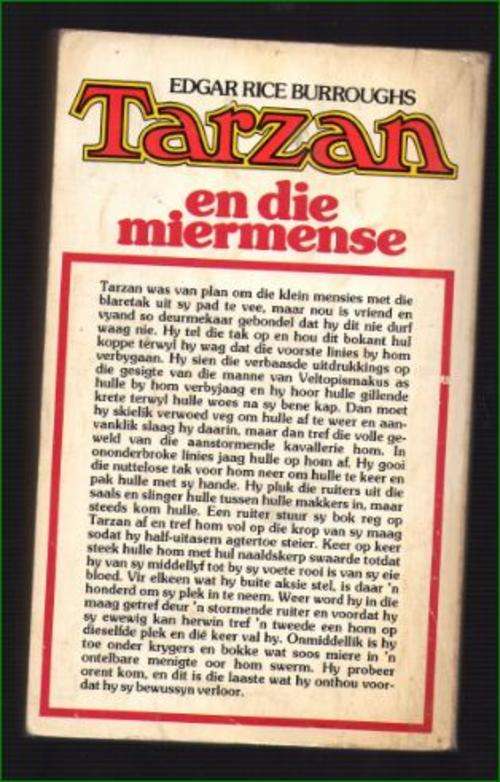 EDGAR RICE BURROUGHS
Tarzan
en die
miermense
Tarzan was van plan om die klein mensies met die
blaretak uit sy pad te vee, maar nou is vriend en
vyand so deurmekaar gebondel dat hy dit nie durf
waag nie. Hy tel die tak op en hou dit bokant hul
koppe terwyl hy wag dat die voorste linies by hom
verbygaan. Hy sien die verbaasde uitdrukkings op
die gesigte van die manne van Veltopismakus as
hulle by hom verbyjaag en hy hoor hulle gillende
krete terwyl hulle woes na sy bene kap. Dan moet
hy skielik verwoed veg om hulle af te weer en aan-
vanklik slaag hy daarin, maar dan tref die volle ge-
weld van die aanstormende kavallerie hom. In
ononderbroke linies jaag hulle op hom af. Hy gooi
die nuttelose tak voor hom neer om hulle te keer en
pak hulle met sy hande. Hy pluk die ruiters uit die
saals en slinger hulle tussen hulle makkers in, maar
steeds kom hulle. Een ruiter stuur sy bok reg op
Tarzan af en tref hom vol op die krop van sy maag
sodat hy half-uitasem agtertoe steier. Keer op keer
steek hulle hom met hul naaldskerp swaarde totdat
hy van sy middellyf tot by sy voete rooi is van sy eie
bloed. Vir elkeen wat hy buite aksie stel, is daar 'n
honderd om sy plek in te neem. Weer word hy in die
maag getref deur 'n stormende ruiter en voordat hy
sy ewewig kan herwin tref 'n tweede een hom op
dieselfde plek en dié keer val hy. Onmiddellik is hy
toe onder krygers en bokke wat soos miere in 'n
ontelbare menigte oor hom swerm. Hy probeer
orent kom, en dit is die laaste wat hy onthou voor-
dat hy sy bewussyn verloor.